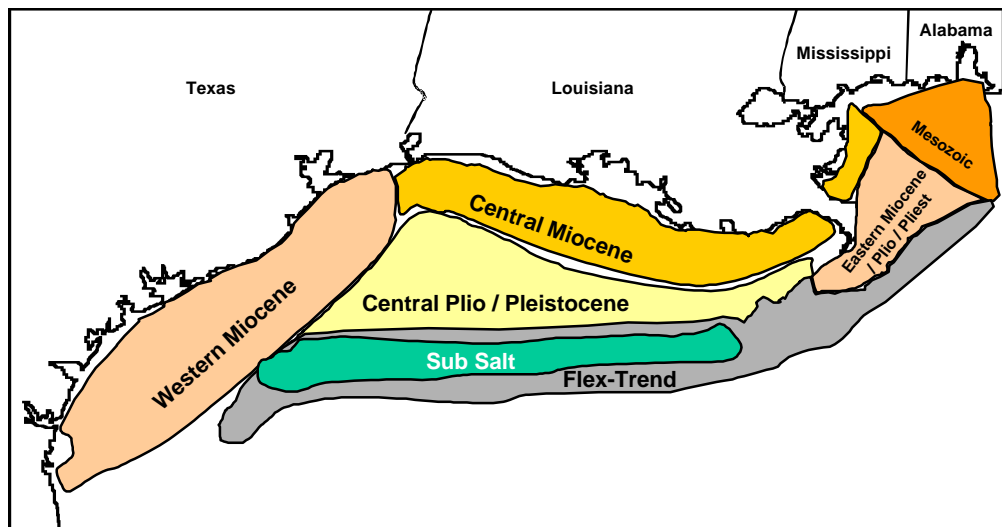 Alabama
Mississippi
Texas
Louisiana
Mesozoic
Central Miocene
Eastern Miocene
/ Plio / Pliest
Western Miocene
Central Plio / Pleistocene
Sub Salt
Flex-Trend